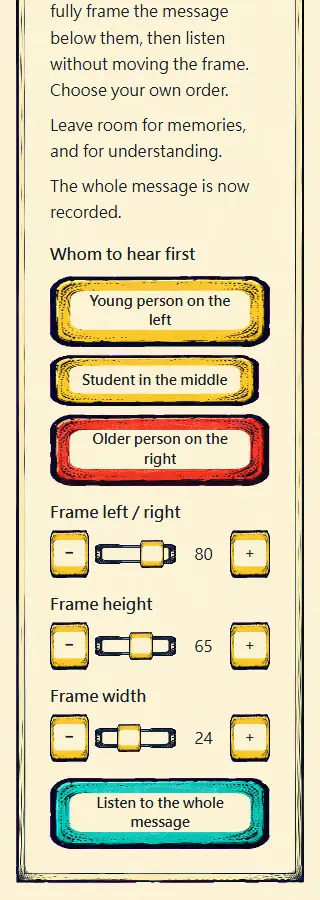 fully frame the message
below them, then listen
without moving the frame.
Choose your own order.
Leave room for memories,
and for understanding.
The whole message is now
recorded.
Whom to hear first
Young person on the
left
Student in the middle
Older person on the
right
Frame left / right
− 80 +
Frame height
− 65 +
Frame width
− 24 +
Listen to the whole
message